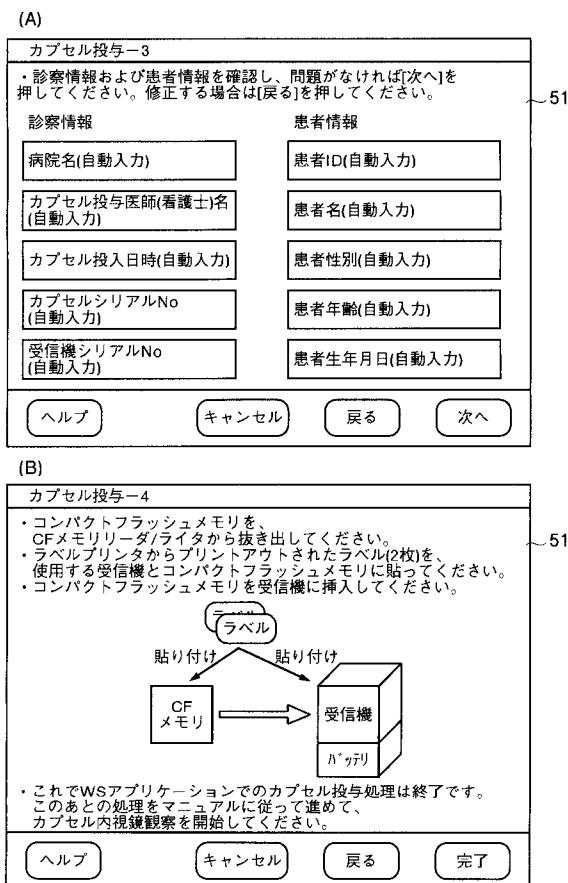 (A)
カプセル投与－3
・診察情報および患者情報を確認し、問題がなければ[次へ]を
押してください。修正する場合は[戻る]を押してください。
51
診察情報
患者情報
病院名(自動入力)
患者ID(自動入力)
カプセル投与医師(看護士)名
(自動入力)
患者名(自動入力)
カプセル投入日時(自動入力)
患者性別(自動入力)
カプセルシリアルNo
(自動入力)
患者年齢(自動入力)
受信機シリアルNo
(自動入力)
患者生年月日(自動入力)
ヘルプ
キャンセル
戻る
次へ
(B)
カプセル投与－4
・コンパクトフラッシュメモリを、
CFメモリリーダ/ライタから抜き出してください。
51
・ラベルプリンタからプリントアウトされたラベル(2枚)を、
使用する受信機とコンパクトフラッシュメモリに貼ってください。
・コンパクトフラッシュメモリを受信機に挿入してください。
ラベル
貼り付け
貼り付け
CF
メモリ
受信機
バッテリ
・これでWSアプリケーションでのカプセル投与処理は終了です。
このあとの処理をマニュアルに従って進めて、
カプセル内視鏡観察を開始してください。
ヘルプ
キャンセル
戻る
完了